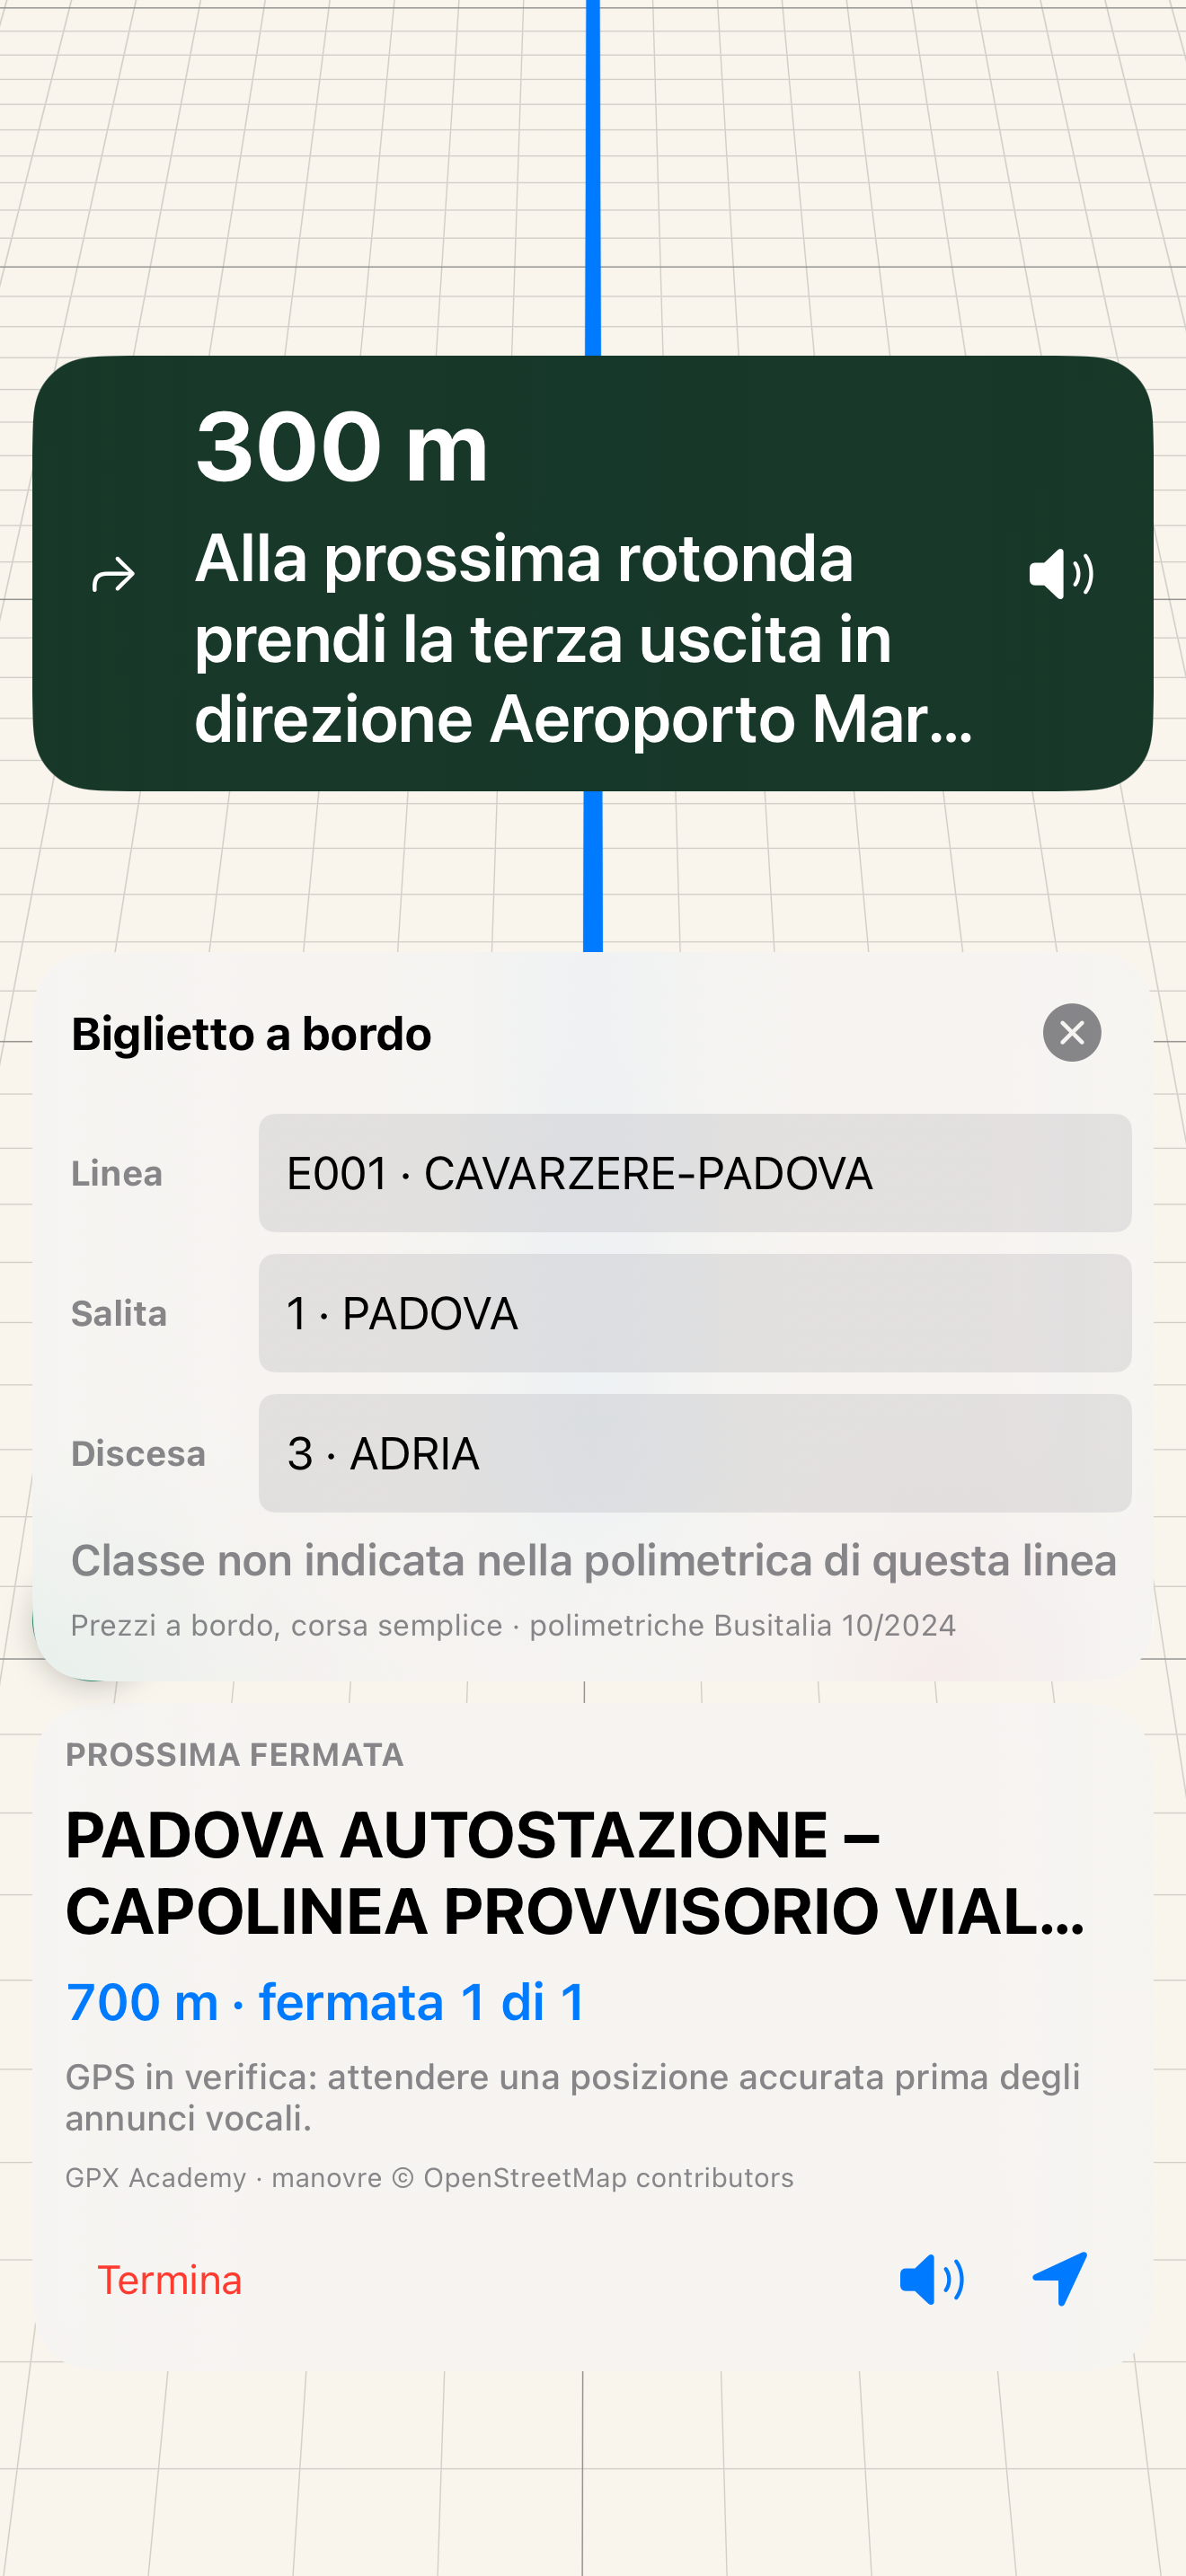 300 m
Alla prossima rotonda
prendi la terza uscita in
direzione Aeroporto Mar...
Biglietto a bordo
Linea
E001 · CAVARZERE-PADOVA
Salita
1 · PADOVA
Discesa
3 · ADRIA
Classe non indicata nella polimetrica di questa linea
Prezzi a bordo, corsa semplice · polimetriche Busitalia 10/2024
PROSSIMA FERMATA
PADOVA AUTOSTAZIONE –
CAPOLINEA PROVVISORIO VIAL...
700 m · fermata 1 di 1
GPS in verifica: attendere una posizione accurata prima degli
annunci vocali.
GPX Academy · manovre © OpenStreetMap contributors
Termina